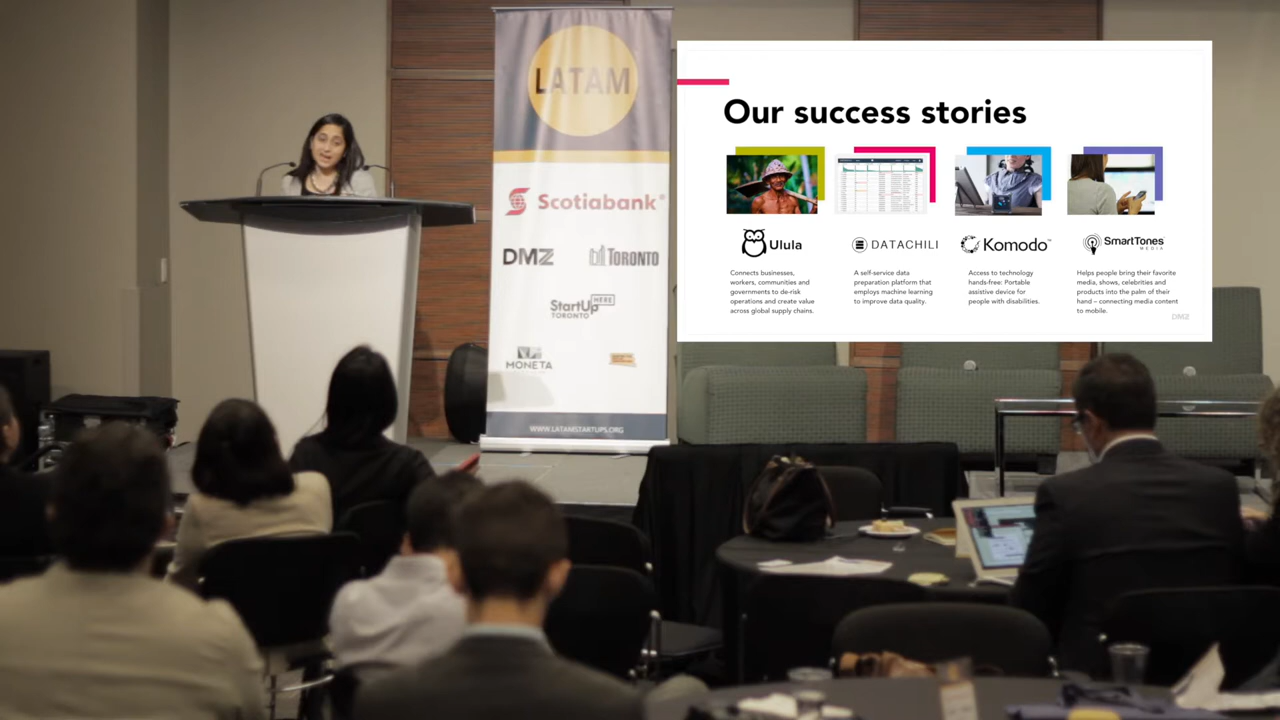 LATAM
Scotiabank
DMZ
TORONTO
StartUp
HERE
TORONTO
MONETA
WWW.LATAMSTARTUPS.ORG
Our success stories
Ulula
Connects businesses,
workers, communities and
governments to de-risk
operations and create value
across global supply chains.
DATACHILI
A self-service data
preparation platform that
employs machine learning
to improve data quality.
Komodo™
Access to technology
hands-free: Portable
assistive device for
people with disabilities.
SmartTones
MEDIA
Helps people bring their favorite
media, shows, celebrities and
products into the palm of their
hand – connecting media content
to mobile.
DMZ